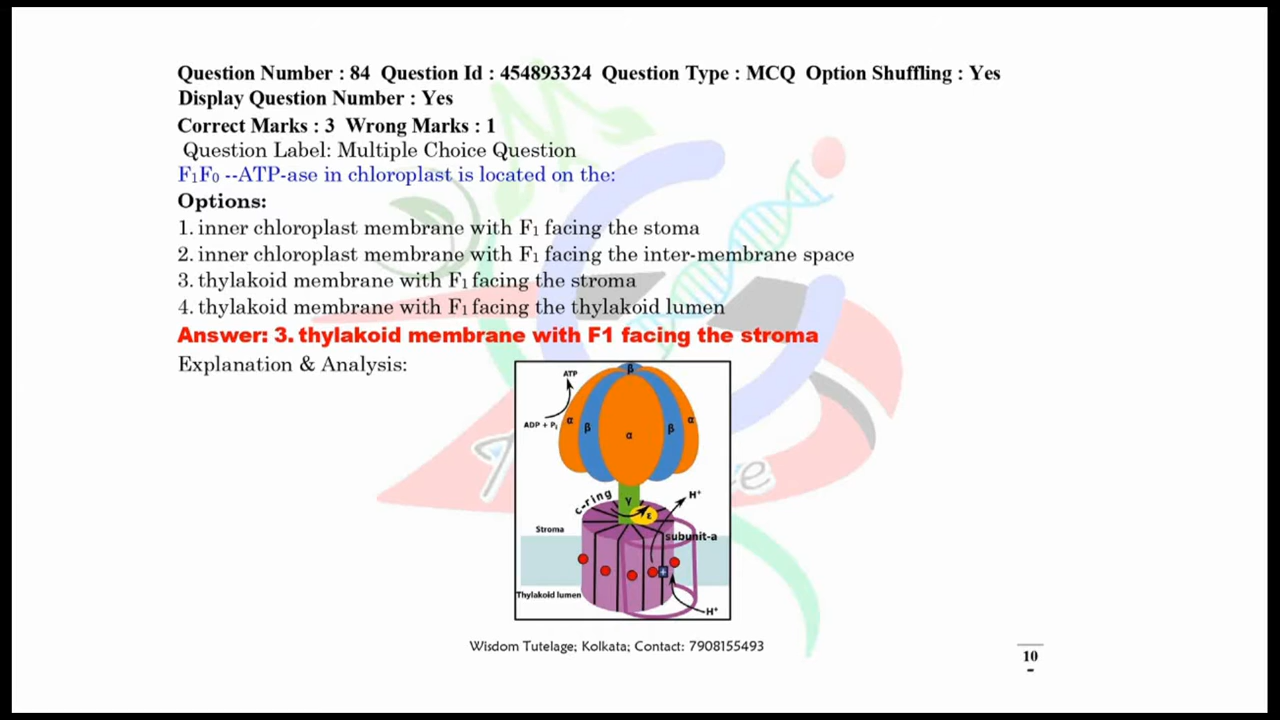 Question Number : 84 Question Id : 454893324 Question Type : MCQ Option Shuffling : Yes
Display Question Number : Yes
Correct Marks : 3 Wrong Marks : 1
Question Label: Multiple Choice Question
F₁F₀ --ATP-ase in chloroplast is located on the:
Options:
1. inner chloroplast membrane with F₁ facing the stoma
2. inner chloroplast membrane with F₁ facing the inter-membrane space
3. thylakoid membrane with F₁ facing the stroma
4. thylakoid membrane with F₁ facing the thylakoid lumen
Answer: 3. thylakoid membrane with F1 facing the stroma
Explanation & Analysis:
β
ATP
ADP + Pᵢ
α
β
α
β
α
c-ring
γ
H⁺
ε
Stroma
subunit-a
+
Thylakoid lumen
H⁺
Wisdom Tutelage; Kolkata; Contact: 7908155493
10